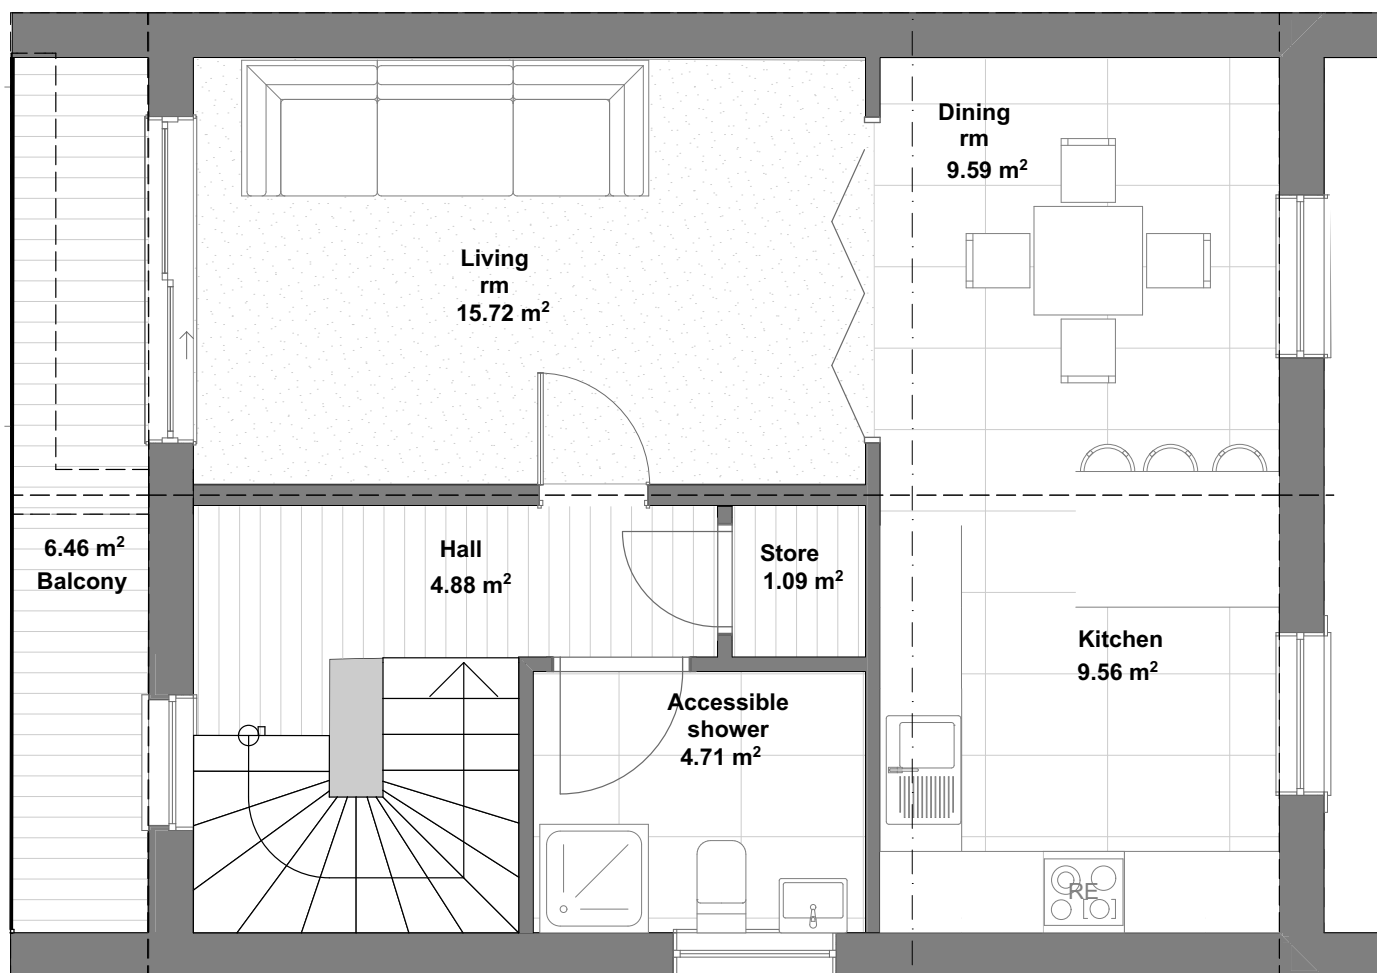 Dining
rm
9.59 m²
Living
rm
15.72 m²
6.46 m²
Balcony
Hall
4.88 m²
Store
1.09 m²
Kitchen
9.56 m²
Accessible
shower
4.71 m²
RE